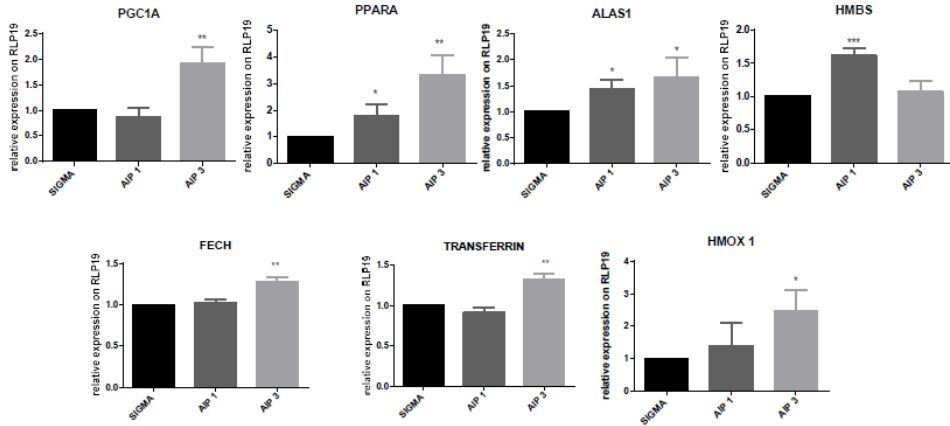 PGC1A
relative expression on RLP19
2.5
2.0
1.5
1.0
0.5
0.0
**
SIGMA
AIP 1
AIP 3
PPARA
relative expression on RLP19
5
4
3
2
1
0
*
**
SIGMA
AIP 1
AIP 3
ALAS1
relative expression on RLP19
2.5
2.0
1.5
1.0
0.5
0.0
*
*
SIGMA
AIP 1
AIP 3
HMBS
relative expression on RLP19
2.0
1.5
1.0
0.5
0.0
***
SIGMA
AIP 1
AIP 3
FECH
relative expression on RLP19
1.5
1.0
0.5
0.0
**
SIGMA
AIP 1
AIP 3
TRANSFERRIN
relative expression on RLP19
1.5
1.0
0.5
0.0
**
SIGMA
AIP 1
AIP 3
HMOX 1
relative expression on RLP19
4
3
2
1
0
*
SIGMA
AIP 1
AIP 3